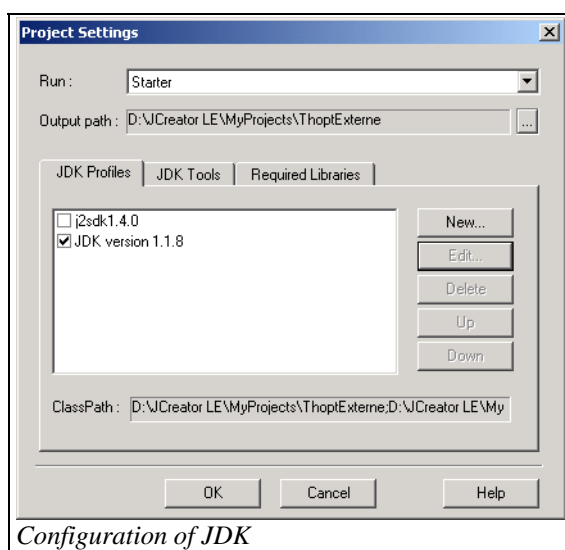 Project Settings
Run :
Starter
Output path :
D:\JCreator LE\MyProjects\ThoptExterne
...
JDK Profiles
JDK Tools
Required Libraries
j2sdk1.4.0
JDK version 1.1.8
New...
Edit...
Delete
Up
Down
ClassPath :
D:\JCreator LE\MyProjects\ThoptExterne;D:\JCreator LE\My
OK
Cancel
Help
Configuration of JDK